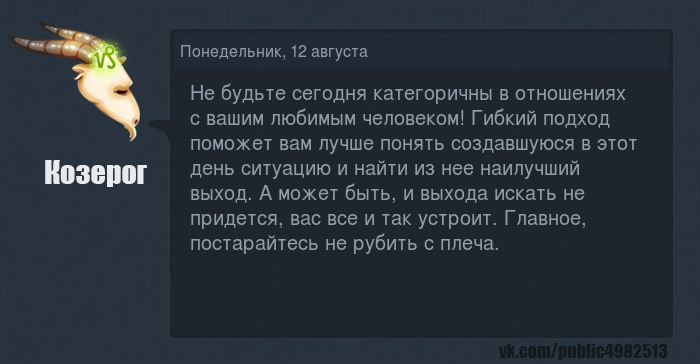 Понедельник, 12 августа
Не будьте сегодня категоричны в отношениях
с вашим любимым человеком! Гибкий подход
поможет вам лучше понять создавшуюся в этот
день ситуацию и найти из нее наилучший
выход. А может быть, и выхода искать не
придется, вас все и так устроит. Главное,
постарайтесь не рубить с плеча.
Козерог
vk.com/public4982513